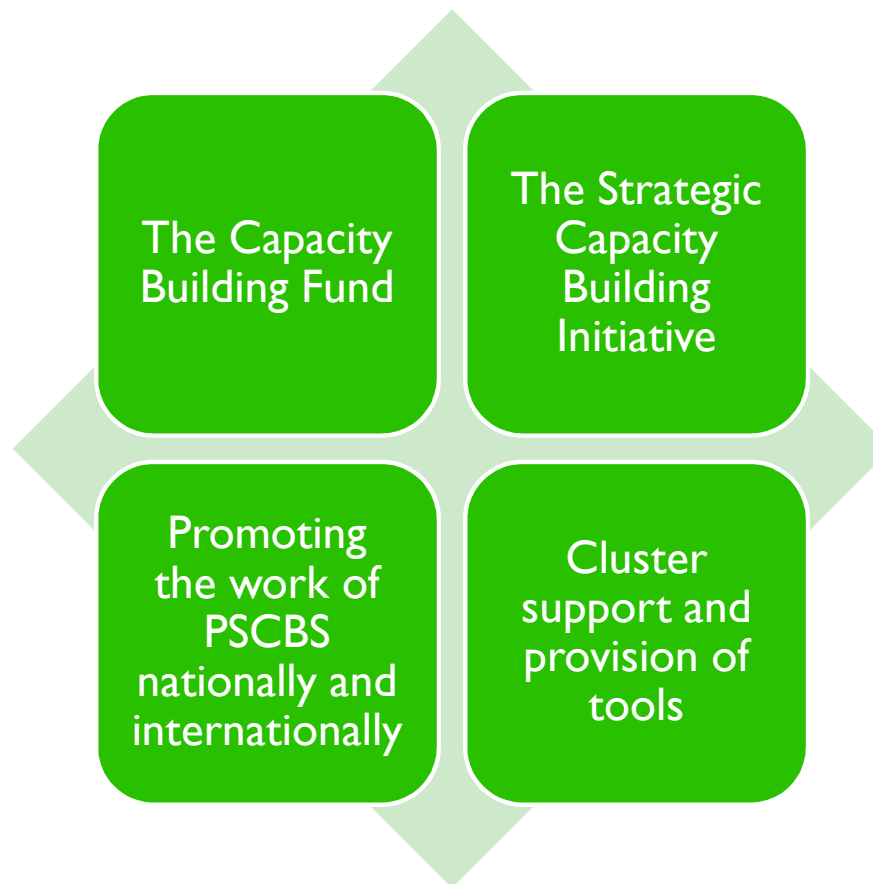 The Capacity
Building Fund
The Strategic
Capacity
Building
Initiative
Promoting
the work of
PSCBS
nationally and
internationally
Cluster
support and
provision of
tools